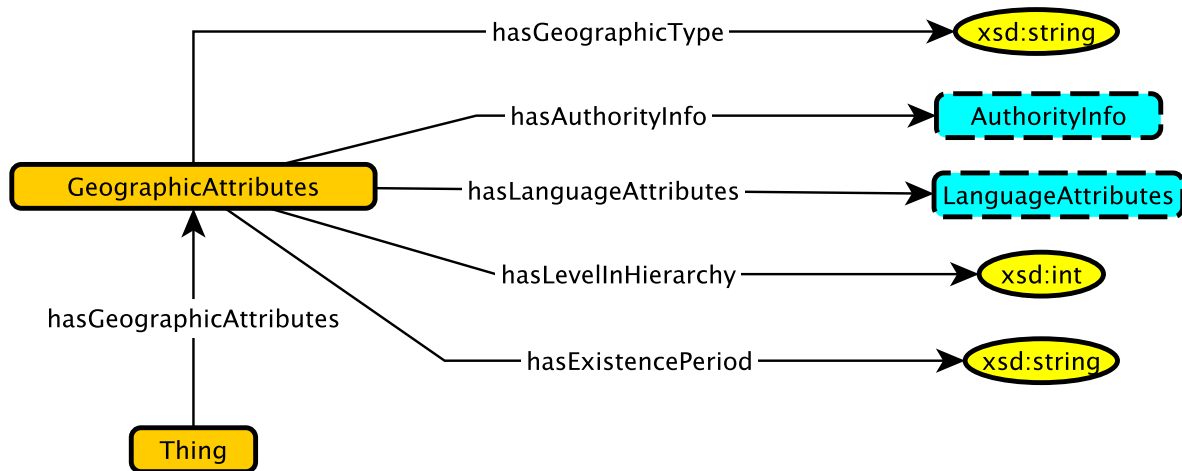 hasGeographicType
xsd:string
hasAuthorityInfo
AuthorityInfo
GeographicAttributes
hasLanguageAttributes
LanguageAttributes
hasLevelInHierarchy
xsd:int
hasGeographicAttributes
hasExistencePeriod
xsd:string
Thing